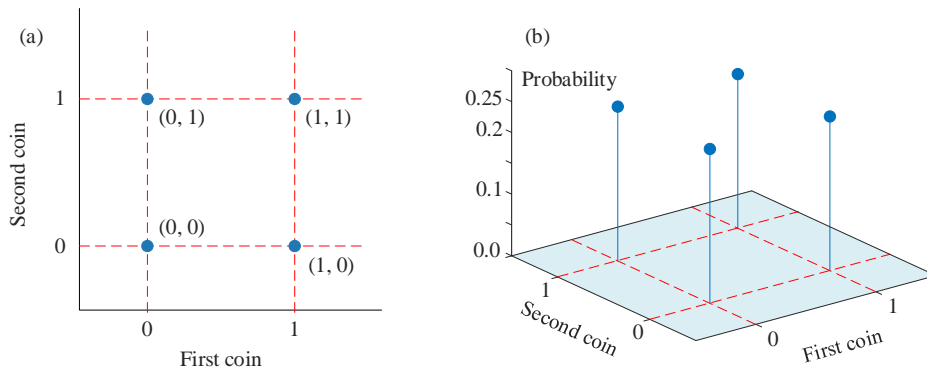 (a)
Second coin
1
0
(0, 1)
(1, 1)
(0, 0)
(1, 0)
0
1
First coin
(b)
Probability
0.25
0.2
0.1
0.0
1
0
Second coin
0
1
First coin